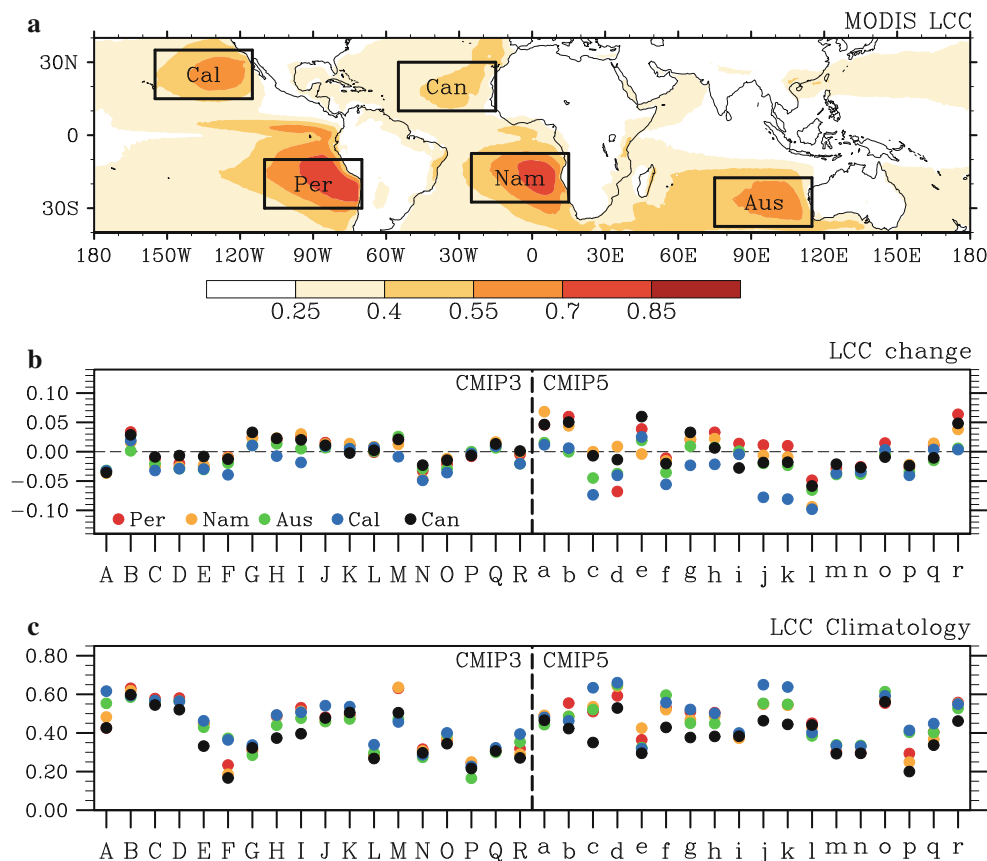 a MODIS LCC
30N
0
30S
Cal
Can
Per
Nam
Aus
180 150W 120W 90W 60W 30W 0 30E 60E 90E 120E 150E 180
0.25 0.4 0.55 0.7 0.85
b LCC change
CMIP3 CMIP5
0.10
0.05
0.00
−0.05
−0.10
Per Nam Aus Cal Can
A B C D E F G H I J K L M N O P Q R a b c d e f g h i j k l m n o p q r
c LCC Climatology
CMIP3 CMIP5
0.80
0.60
0.40
0.20
0.00
A B C D E F G H I J K L M N O P Q R a b c d e f g h i j k l m n o p q r